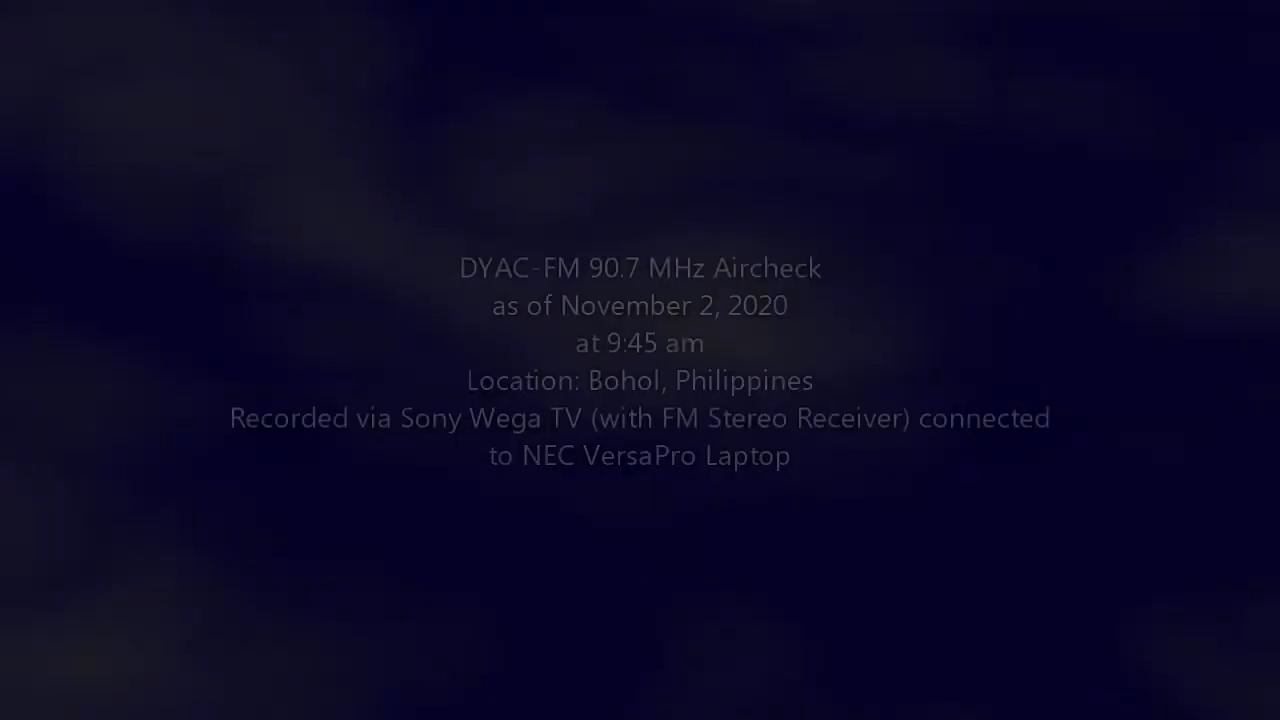 DYAC-FM 90.7 MHz Aircheck
as of November 2, 2020
at 9:45 am
Location: Bohol, Philippines
Recorded via Sony Wega TV (with FM Stereo Receiver) connected
to NEC VersaPro Laptop